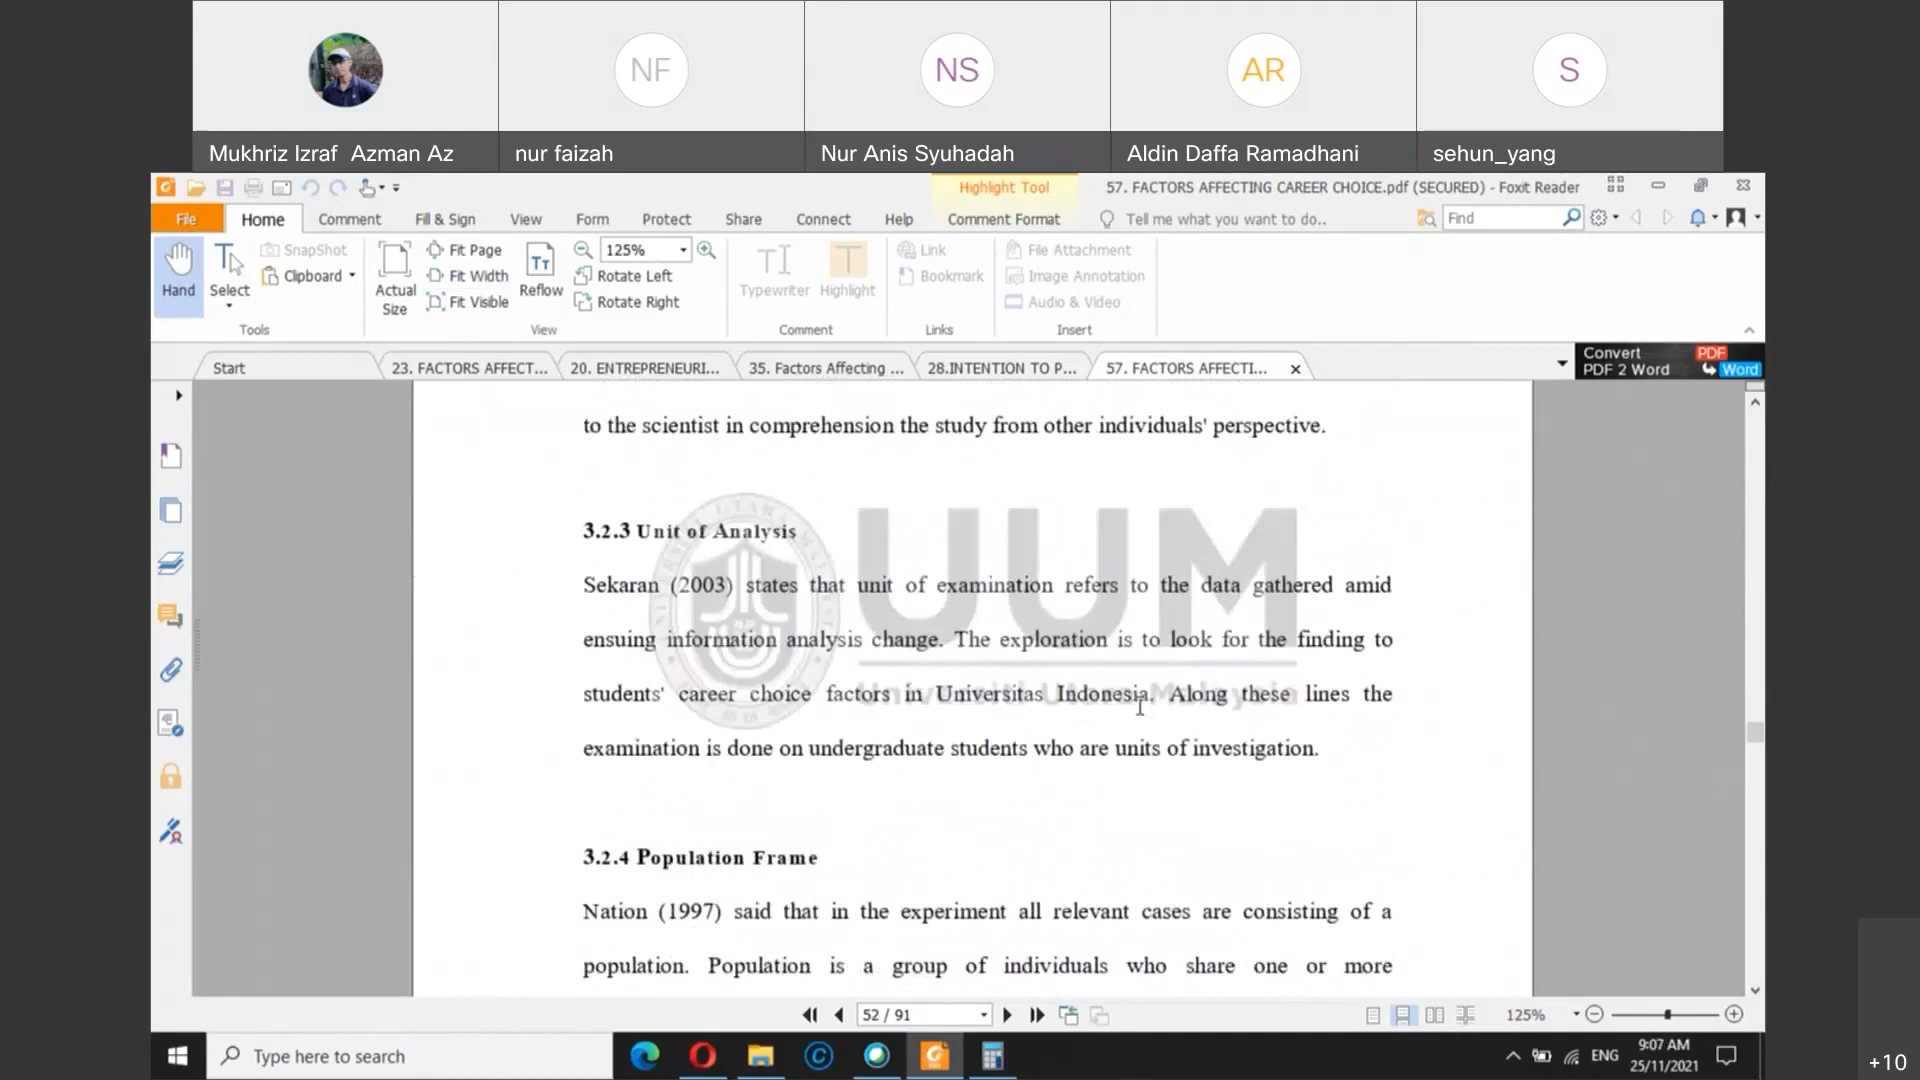 NF
NS
AR
S
Mukhriz Izraf Azman Az
nur faizah
Nur Anis Syuhadah
Aldin Daffa Ramadhani
sehun_yang
Highlight Tool
57. FACTORS AFFECTING CAREER CHOICE.pdf (SECURED) - Foxit Reader
File
Home
Comment
Fill & Sign
View
Form
Protect
Share
Connect
Help
Comment Format
Tell me what you want to do..
Find
Hand
Select
SnapShot
Clipboard
Tools
Actual
Size
Fit Page
Fit Width
Fit Visible
Reflow
125%
Rotate Left
Rotate Right
View
Typewriter
Highlight
Comment
Link
Bookmark
Links
File Attachment
Image Annotation
Audio & Video
Insert
Start
23. FACTORS AFFECT...
20. ENTREPRENEURI...
35. Factors Affecting ...
28.INTENTION TO P...
57. FACTORS AFFECTI...
Convert PDF
PDF 2 Word Word
to the scientist in comprehension the study from other individuals' perspective.
UUM
Universiti Utara Malaysia
3.2.3 Unit of Analysis
Sekaran (2003) states that unit of examination refers to the data gathered amid
ensuing information analysis change. The exploration is to look for the finding to
students' career choice factors in Universitas Indonesia. Along these lines the
examination is done on undergraduate students who are units of investigation.
3.2.4 Population Frame
Nation (1997) said that in the experiment all relevant cases are consisting of a
population. Population is a group of individuals who share one or more
52 / 91
125%
Type here to search
ENG
9:07 AM
25/11/2021
+10